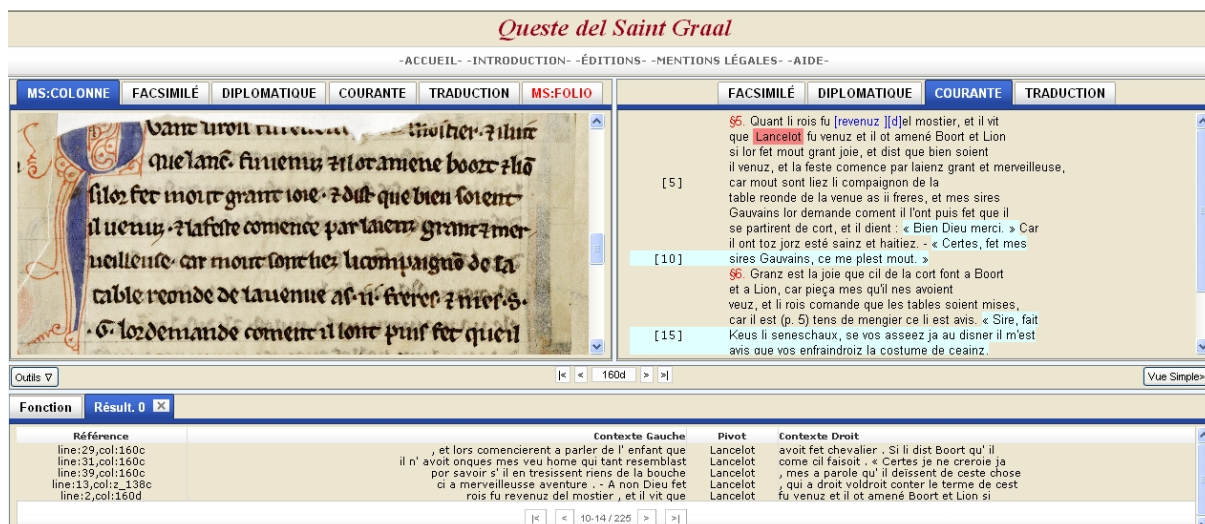 Queste del Saint Graal
-ACCUEIL- -INTRODUCTION- -ÉDITIONS- -MENTIONS LÉGALES- -AIDE-
MS:COLONNE FACSIMILÉ DIPLOMATIQUE COURANTE TRADUCTION MS:FOLIO
que lanc. fu uenuz ⁊ il ot amene boort ⁊ liō
si lor fet mout grant ioie. ⁊ dist que bien soient
il uenuz. ⁊ la feste comence par laienz grant ⁊ mer
ueilleuse. car mout sont liez li compaignō de la
table reonde de la uenue as .ii. freres. ⁊ mes .s.
.G. lor demande coment il lont puis fet que il
FACSIMILÉ DIPLOMATIQUE COURANTE TRADUCTION
§5. Quant li rois fu [revenuz ][d]el mostier, et il vit
que Lancelot fu venuz et il ot amené Boort et Lion
si lor fet mout grant joie, et dist que bien soient
il venuz, et la feste comence par laienz grant et merveilleuse,
[5] car mout sont liez li compaignon de la
table reonde de la venue as ii freres, et mes sires
Gauvains lor demande coment il l'ont puis fet que il
se partirent de cort, et il dient : « Bien Dieu merci. » Car
il ont toz jorz esté sainz et haitiez. - « Certes, fet mes
[10] sires Gauvains, ce me plest mout. »
§6. Granz est la joie que cil de la cort font a Boort
et a Lion, car pieça mes qu'il nes avoient
veuz, et li rois comande que les tables soient mises,
car il est (p. 5) tens de mengier ce li est avis. « Sire, fait
[15] Keus li seneschaux, se vos asseez ja au disner il m'est
avis que vos enfraindroiz la costume de ceainz.
Outils ∇ |< < 160d > >| Vue Simple»
Fonction Résult. 0
Référence Contexte Gauche Pivot Contexte Droit
line:29,col:160c , et lors comencierent a parler de l' enfant que Lancelot avoit fet chevalier . Si li dist Boort qu' il
line:31,col:160c il n' avoit onques mes veu home qui tant resemblast Lancelot come cil faisoit . « Certes je ne creroie ja
line:39,col:160c por savoir s' il en tresissent riens de la bouche Lancelot , mes a parole qu' il deïssent de ceste chose
line:13,col:z_138c ci a merveilleusse aventure . - A non Dieu fet Lancelot , qui a droit voldroit conter le terme de cest
line:2,col:160d rois fu revenuz del mostier , et il vit que Lancelot fu venuz et il ot amené Boort et Lion si
|< < 10-14 / 225 > >|